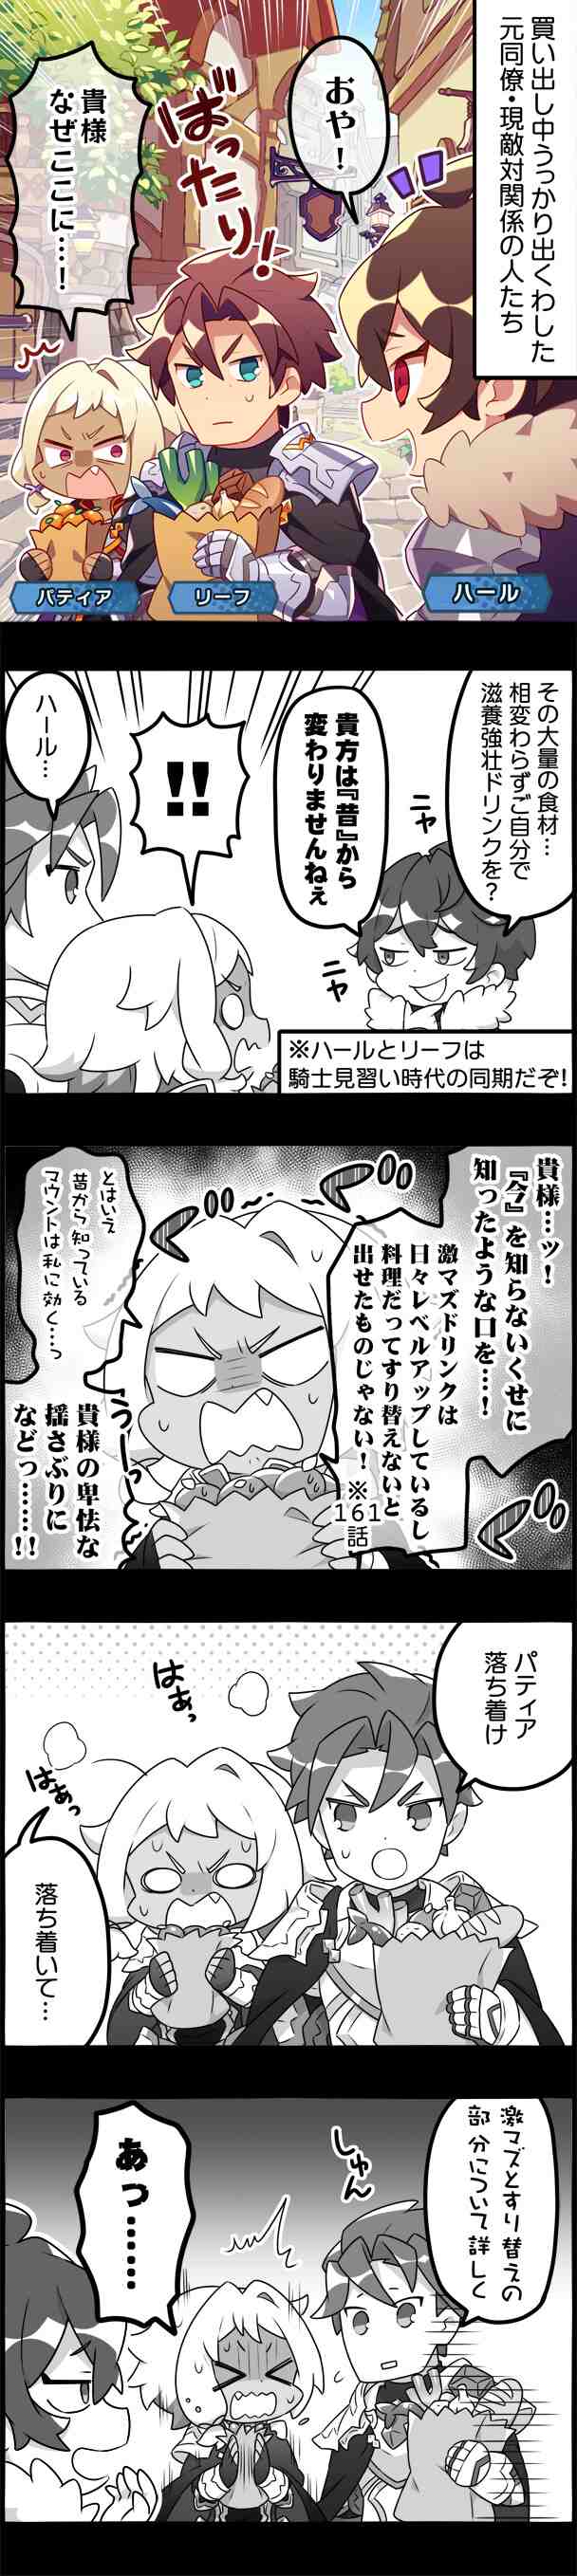 買い出し中うっかり出くわした
元同僚・現敵対関係の人たち
おや！
ばったり！
貴様
なぜここに…！
ハール
リーフ
パティア
その大量の食材…
相変わらずご自分で
滋養強壮ドリンクを？
ニヤ
ニヤ
貴方は『昔』から
変わりませんねぇ
!!
ハール…
※ハールとリーフは
騎士見習い時代の同期だぞ！
貴様…ッ！
『今』を知らないくせに
知ったような口を…！
激マズドリンクは
日々レベルアップしているし
料理だってすり替えないと
出せたものじゃない！
※161話
ぐぬぬ
うーっ
とはいえ
昔から知っている
マウントは私に効く…っ
貴様の卑怯な
揺さぶりに
などっ……!!
パティア
落ち着け
はあっ
はあっ
落ち着いて…
激マズとすり替えの
部分について詳しく
しゅん
あっ……